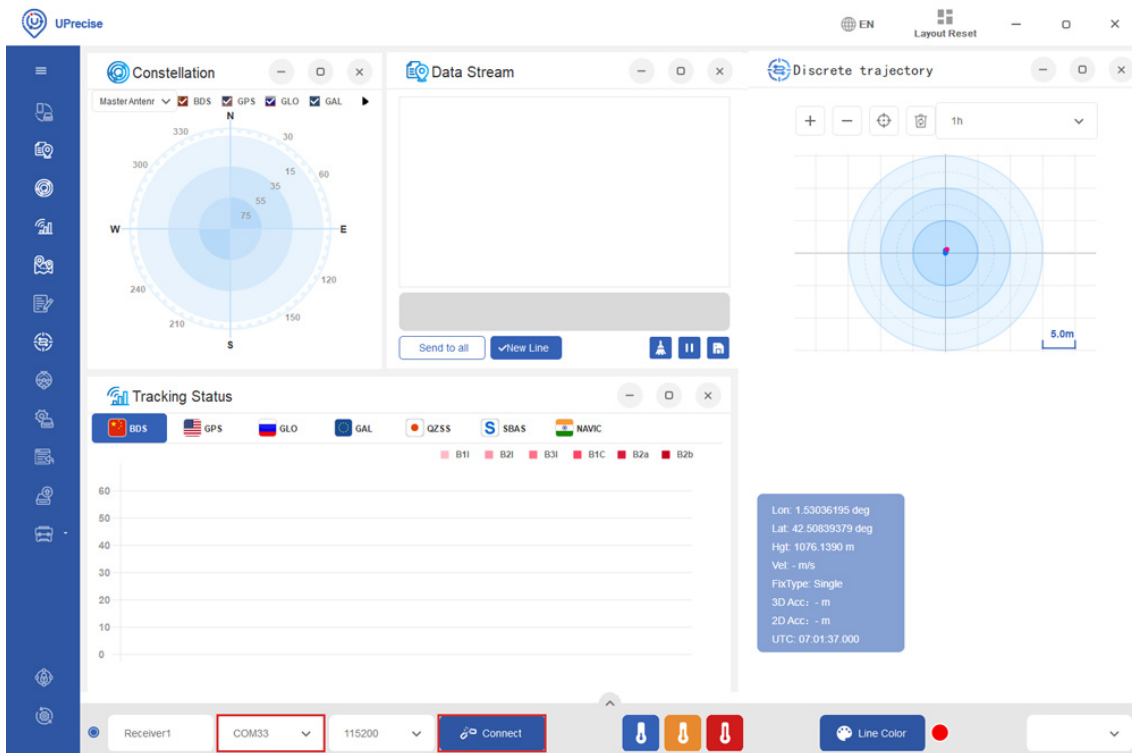 UPrecise
EN
Layout Reset
Constellation
Master Antenr
BDS
GPS
GLO
GAL
N
330
30
300
15
60
35
55
75
W
E
240
120
210
150
S
Data Stream
Send to all
New Line
Discrete trajectory
1h
5.0m
Tracking Status
BDS
GPS
GLO
GAL
QZSS
S SBAS
NAVIC
B1I
B2I
B3I
B1C
B2a
B2b
60
50
40
30
20
10
0
Lon: 1.53036195 deg
Lat: 42.50839379 deg
Hgt: 1076.1390 m
Vel: - m/s
FixType: Single
3D Acc: - m
2D Acc: - m
UTC: 07:01:37.000
Receiver1
COM33
115200
Connect
Line Color